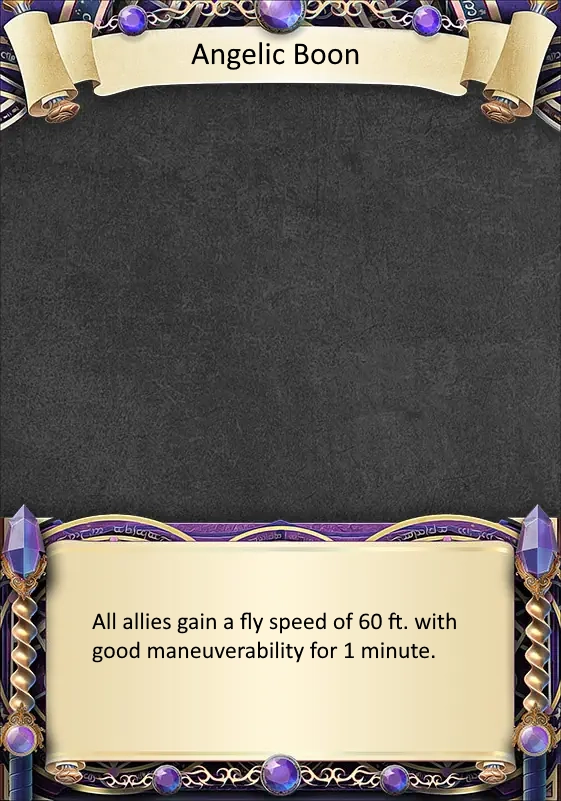 Angelic Boon
All allies gain a fly speed of 60 ft. with
good maneuverability for 1 minute.